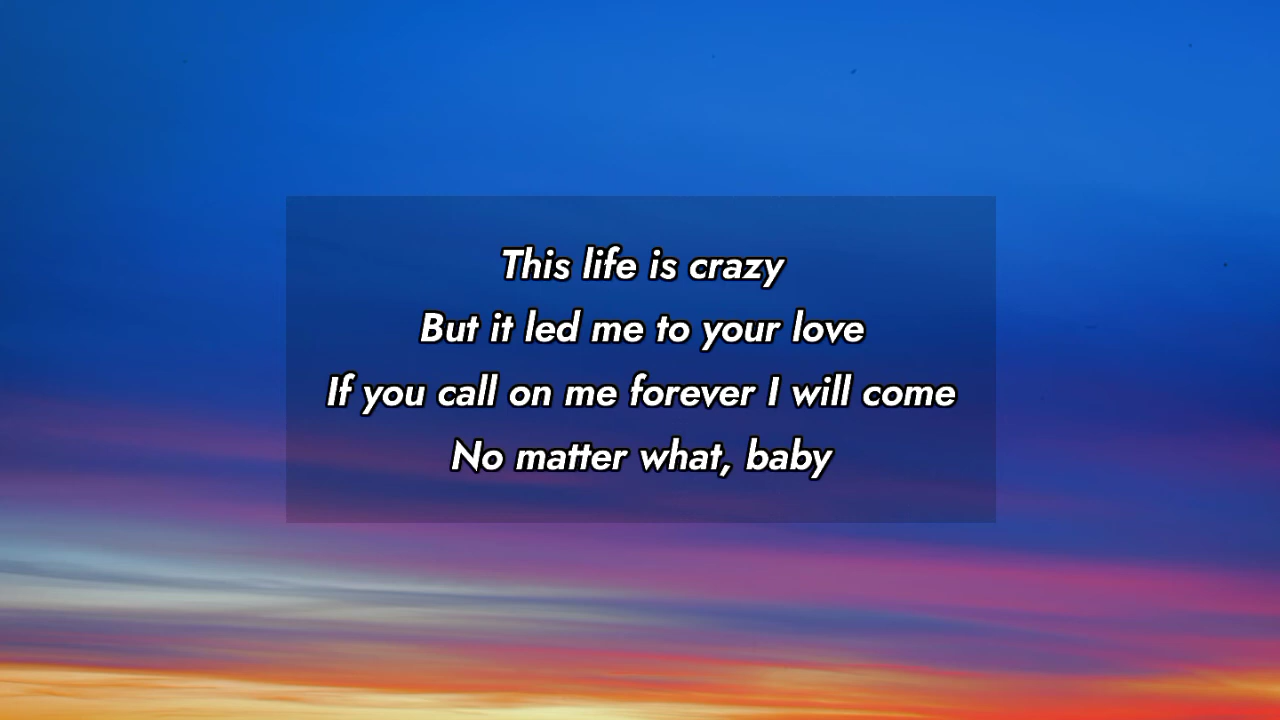 This life is crazy
But it led me to your love
If you call on me forever I will come
No matter what, baby